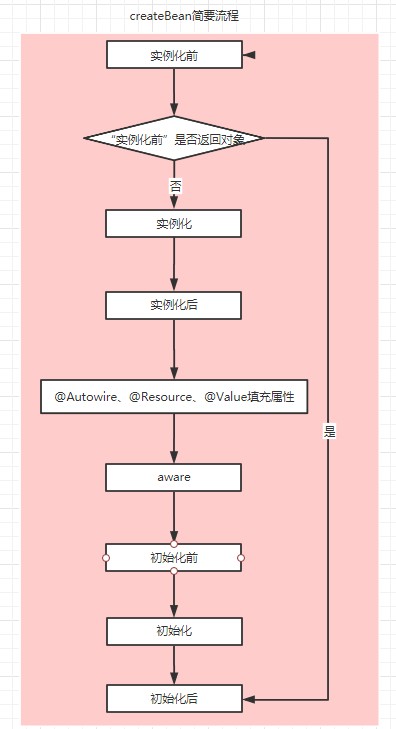 createBean简要流程
实例化前
“实例化前”是否返回对象
否
实例化
实例化后
@Autowire、@Resource、@Value填充属性
是
aware
初始化前
初始化
初始化后